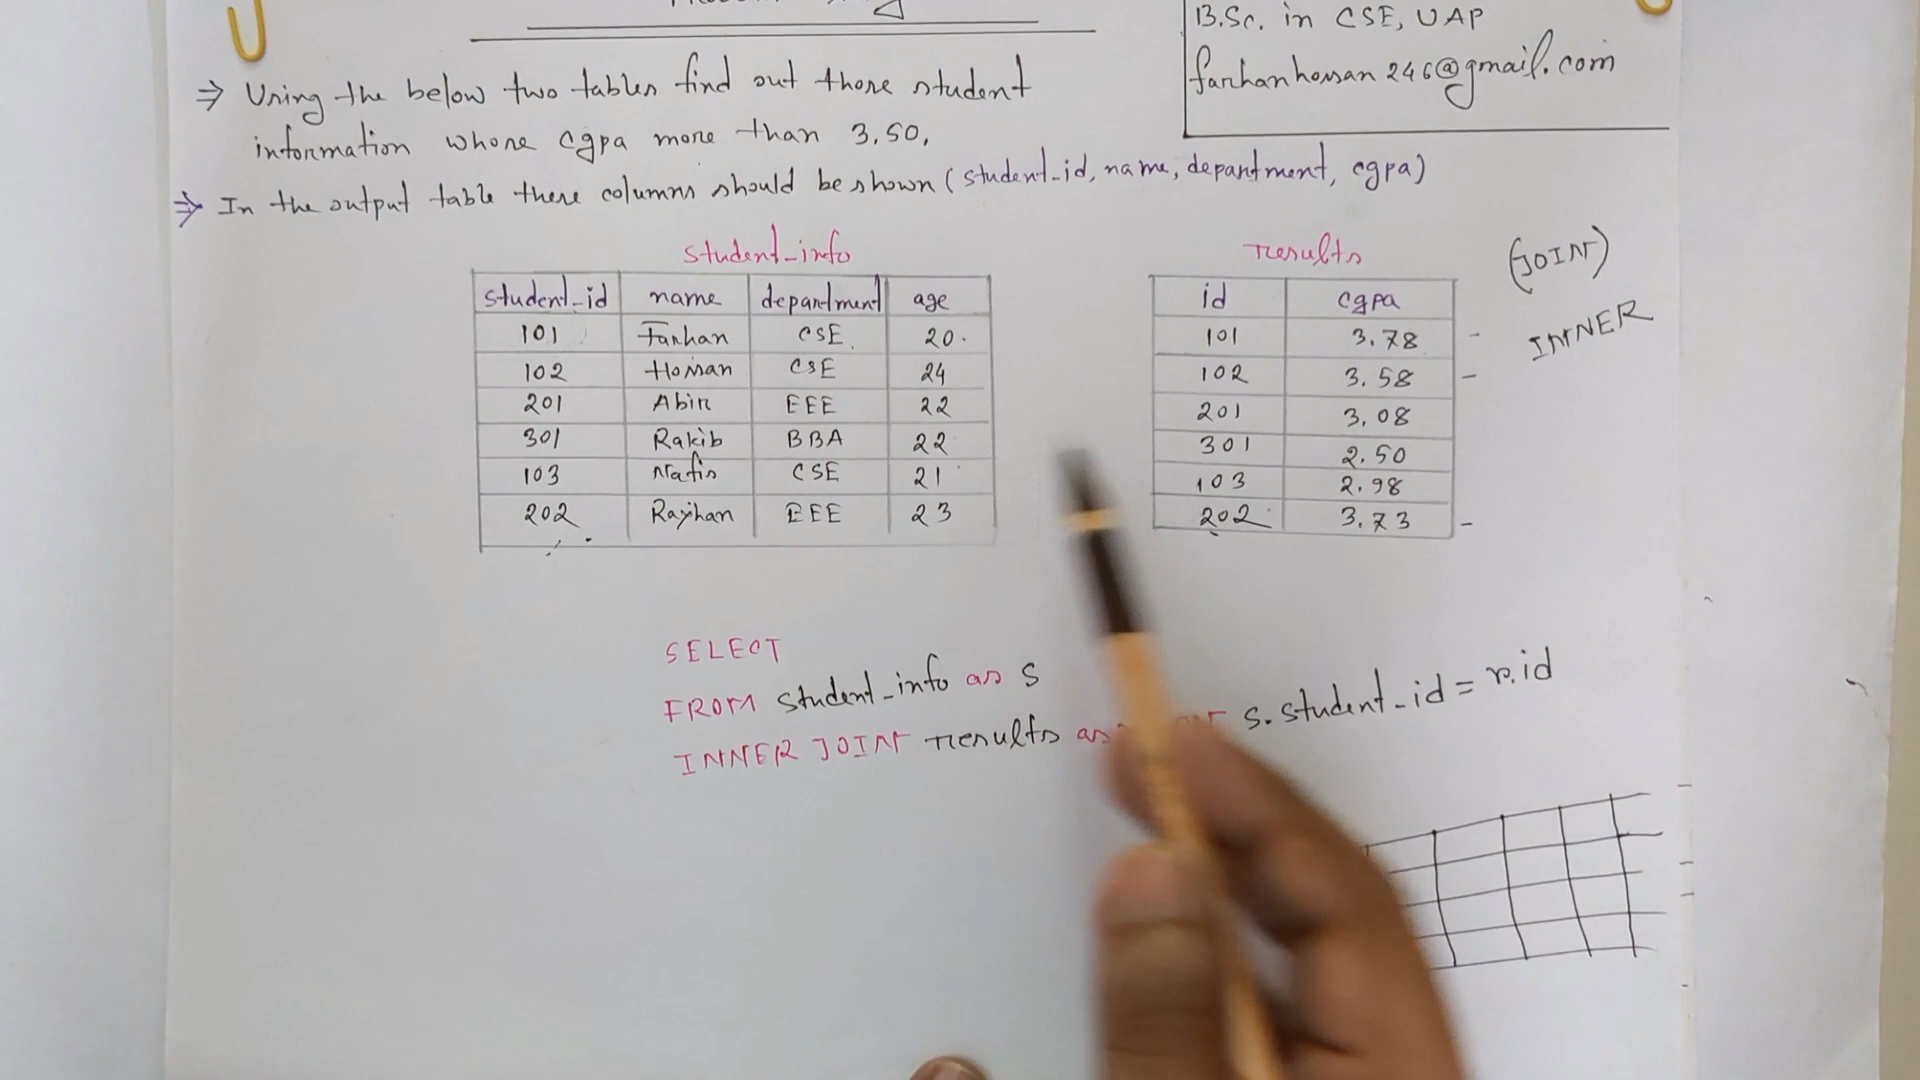 B.Sc. in CSE, UAP
farhanhossan246@gmail.com
⇒ Using the below two tables find out those student
information whose cgpa more than 3.50.
⇒ In the output table these columns should be shown (student_id, name, department, cgpa)
student_info
student_id name department age
101 Farhan CSE 20
102 Hossan CSE 24
201 Abir EEE 22
301 Rakib BBA 22
103 Nafis CSE 21
202 Rayhan EEE 23
results
id cgpa
101 3.78
102 3.58
201 3.08
301 2.50
103 2.98
202 3.73
(JOIN)
INNER
SELECT
FROM student_info as s
INNER JOIN results as s.student_id = r.id